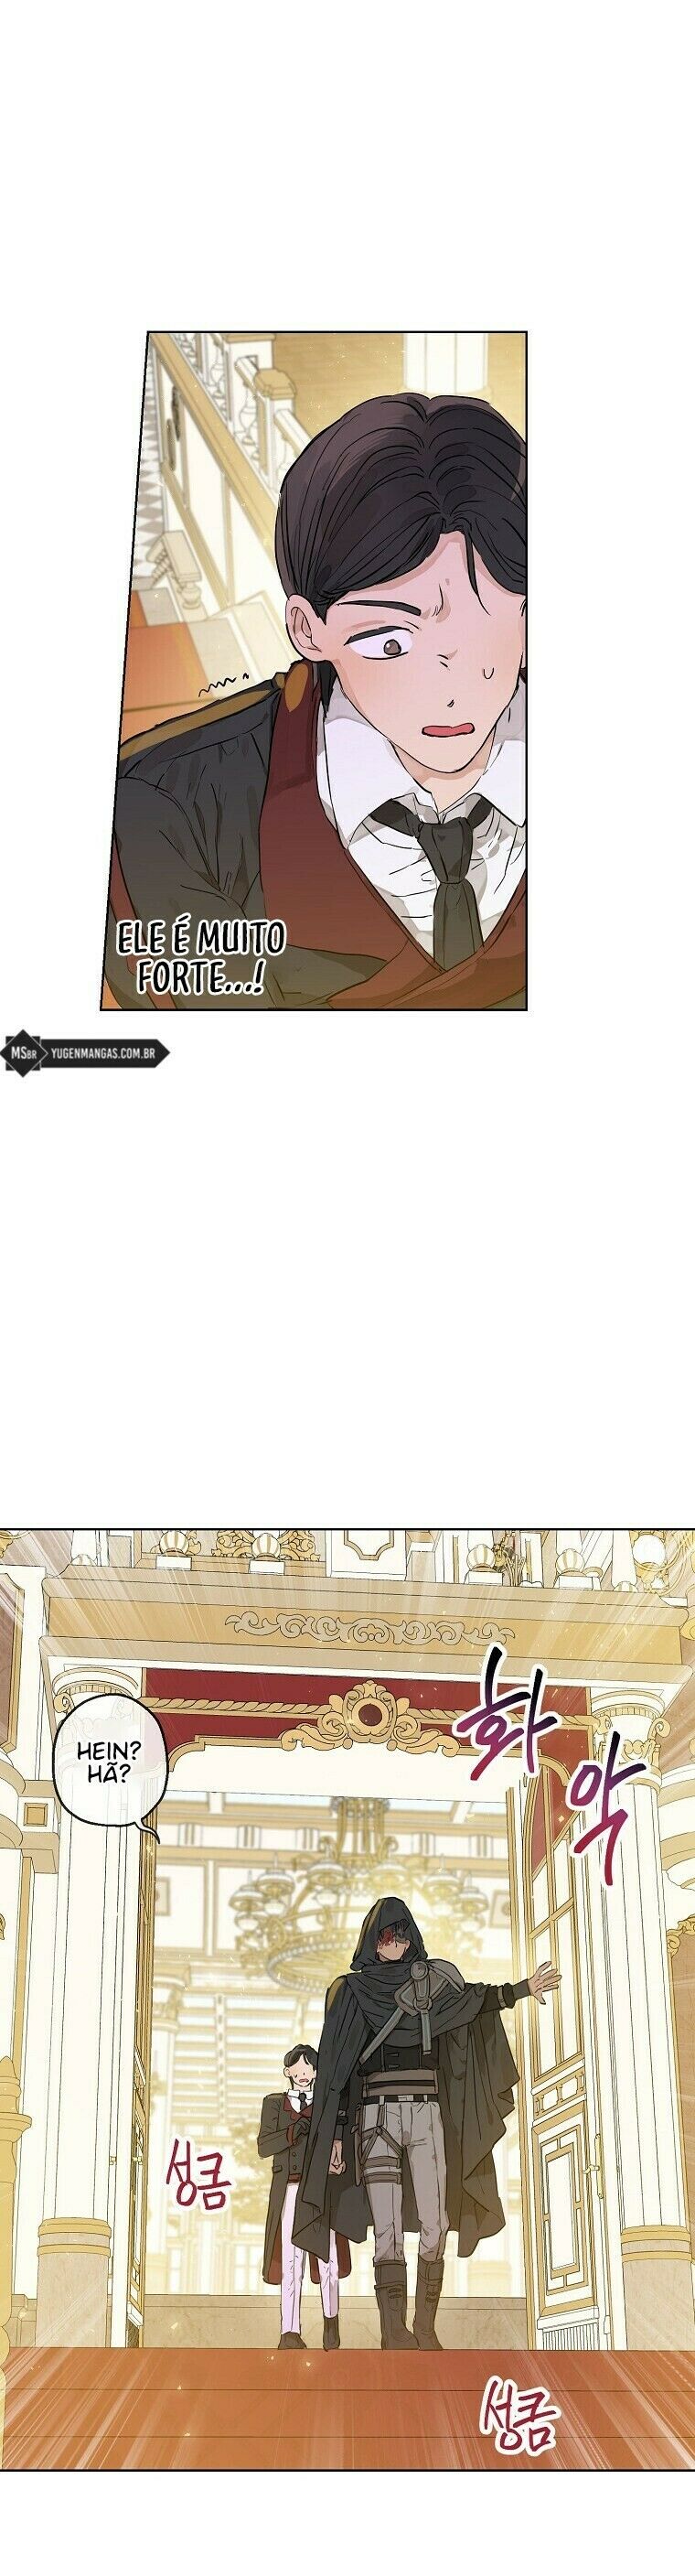 ELE É MUITO
FORTE...!
MSBR YUGENMANGAS.COM.BR
화
악
HEIN?
HÃ?
성큼
성큼